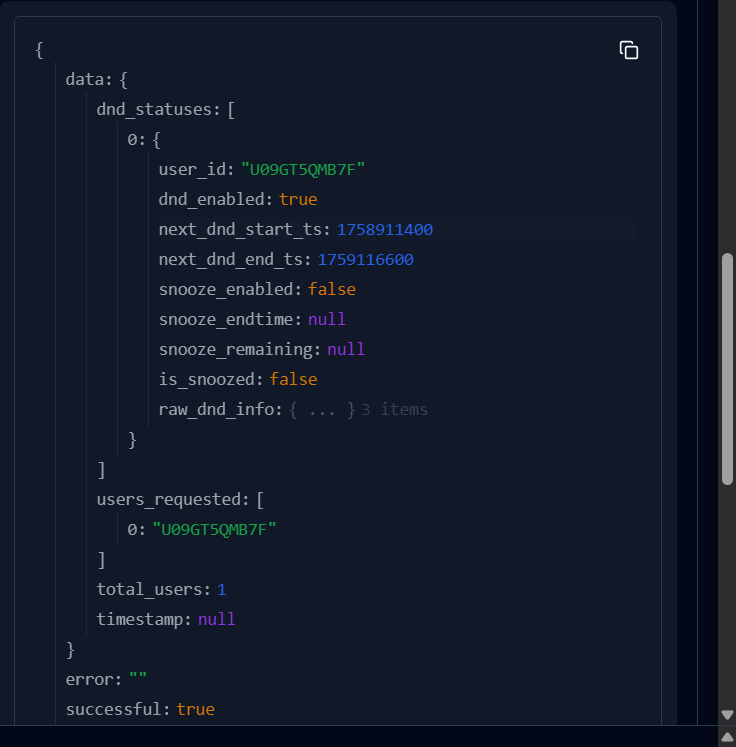 {
data: {
dnd_statuses: [
0: {
user_id: "U09GT5QMB7F"
dnd_enabled: true
next_dnd_start_ts: 1758911400
next_dnd_end_ts: 1759116600
snooze_enabled: false
snooze_endtime: null
snooze_remaining: null
is_snoozed: false
raw_dnd_info: { ... } 3 items
}
]
users_requested: [
0: "U09GT5QMB7F"
]
total_users: 1
timestamp: null
}
error: ""
successful: true